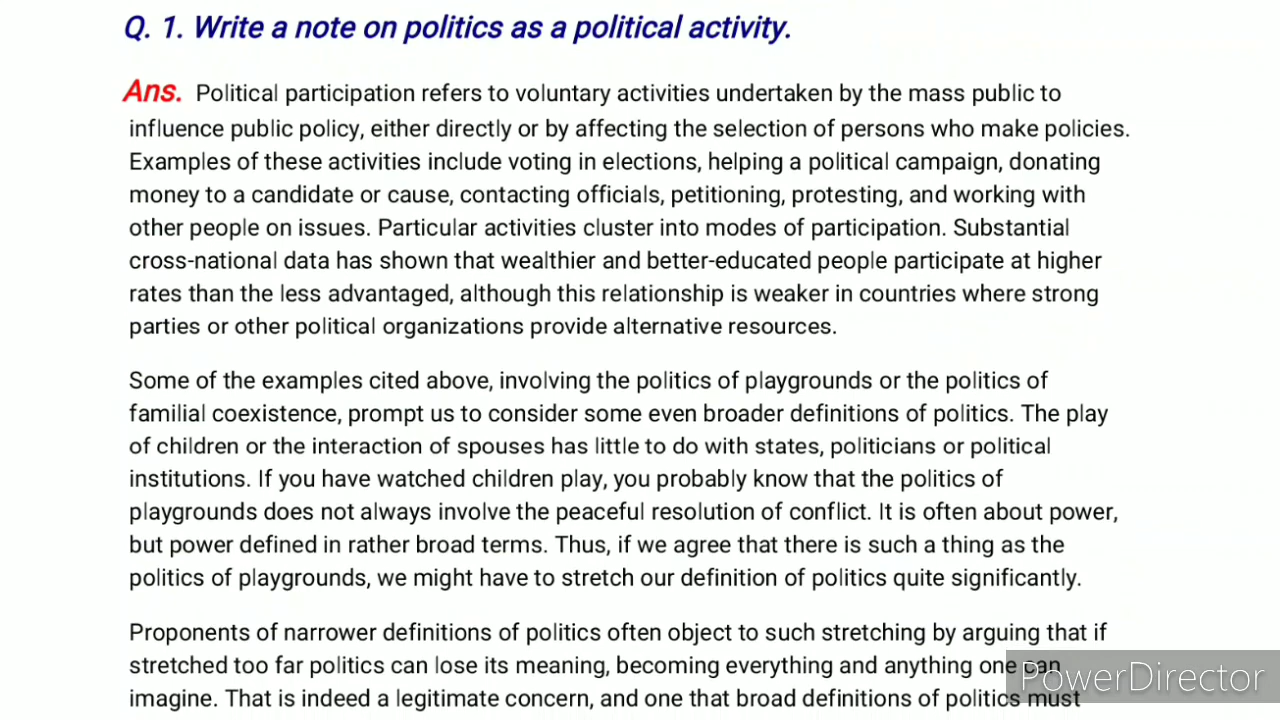 Q. 1. Write a note on politics as a political activity.
Ans. Political participation refers to voluntary activities undertaken by the mass public to
influence public policy, either directly or by affecting the selection of persons who make policies.
Examples of these activities include voting in elections, helping a political campaign, donating
money to a candidate or cause, contacting officials, petitioning, protesting, and working with
other people on issues. Particular activities cluster into modes of participation. Substantial
cross-national data has shown that wealthier and better-educated people participate at higher
rates than the less advantaged, although this relationship is weaker in countries where strong
parties or other political organizations provide alternative resources.
Some of the examples cited above, involving the politics of playgrounds or the politics of
familial coexistence, prompt us to consider some even broader definitions of politics. The play
of children or the interaction of spouses has little to do with states, politicians or political
institutions. If you have watched children play, you probably know that the politics of
playgrounds does not always involve the peaceful resolution of conflict. It is often about power,
but power defined in rather broad terms. Thus, if we agree that there is such a thing as the
politics of playgrounds, we might have to stretch our definition of politics quite significantly.
Proponents of narrower definitions of politics often object to such stretching by arguing that if
stretched too far politics can lose its meaning, becoming everything and anything one can
imagine. That is indeed a legitimate concern, and one that broad definitions of politics must
PowerDirector